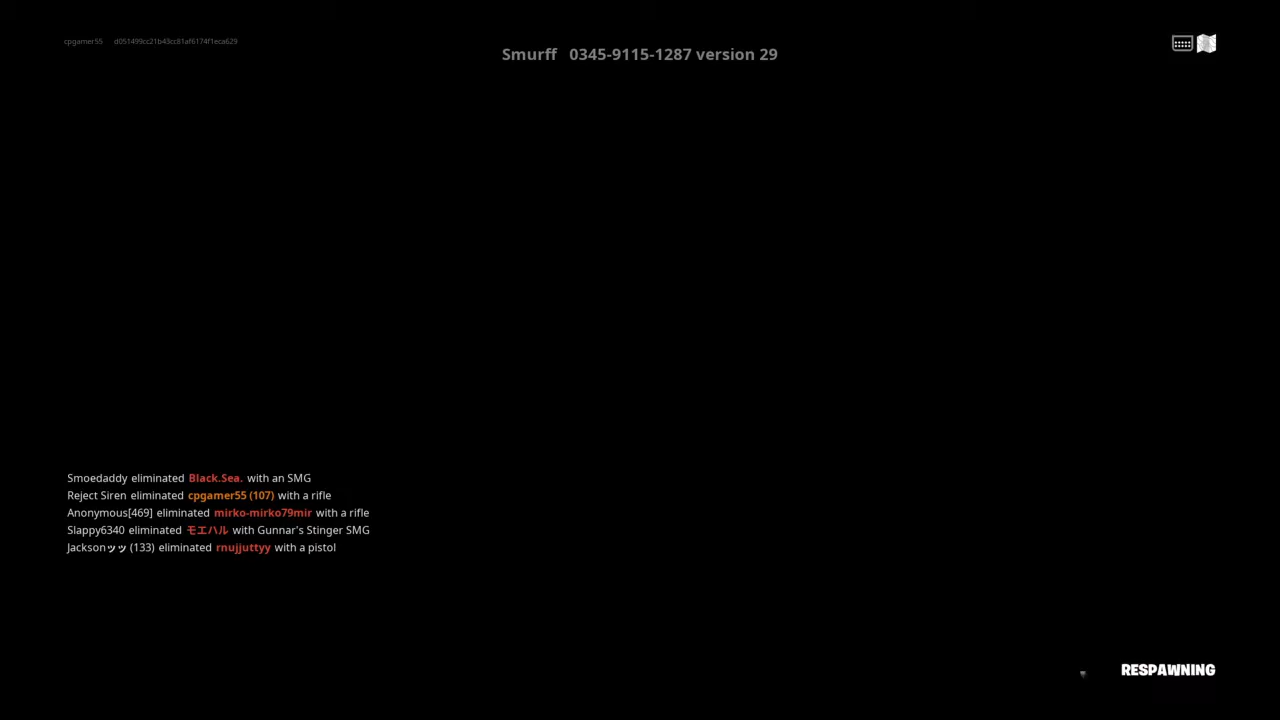 cpgamer55 d051499cc21b43cc81af6174f1eca629
Smurff 0345-9115-1287 version 29
Smoedaddy eliminated Black.Sea. with an SMG
Reject Siren eliminated cpgamer55 (107) with a rifle
Anonymous[469] eliminated mirko-mirko79mir with a rifle
Slappy6340 eliminated モエハル with Gunnar's Stinger SMG
Jacksonッッ (133) eliminated rnujjuttyy with a pistol
RESPAWNING